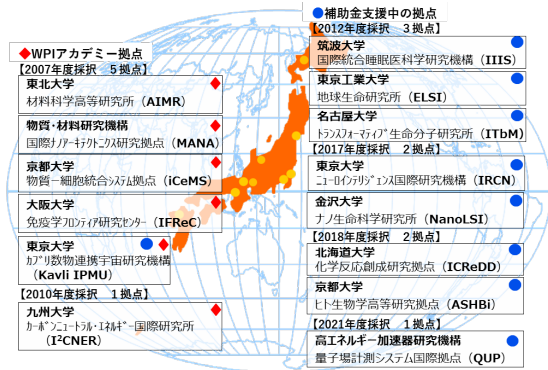 ◆WPIアカデミー拠点
【2007年度採択　５拠点】
東北大学
材料科学高等研究所（AIMR）
物質・材料研究機構
国際ナノアーキテクトニクス研究拠点（MANA）
京都大学
物質－細胞統合システム拠点（iCeMS）
大阪大学
免疫学フロンティア研究センター（IFReC）
東京大学
カブリ数物連携宇宙研究機構
（Kavli IPMU）
【2010年度採択　１拠点】
九州大学
カーボンニュートラル・エネルギー国際研究所
（I²CNER）
●補助金支援中の拠点
【2012年度採択　３拠点】
筑波大学
国際統合睡眠医科学研究機構（IIIS）
東京工業大学
地球生命研究所（ELSI）
名古屋大学
トランスフォーマティブ生命分子研究所（ITbM）
【2017年度採択　２拠点】
東京大学
ニューロインテリジェンス国際研究機構（IRCN）
金沢大学
ナノ生命科学研究所（NanoLSI）
【2018年度採択　２拠点】
北海道大学
化学反応創成研究拠点（ICReDD）
京都大学
ヒト生物学高等研究拠点（ASHBi）
【2021年度採択　１拠点】
高エネルギー加速器研究機構
量子場計測システム国際拠点（QUP）